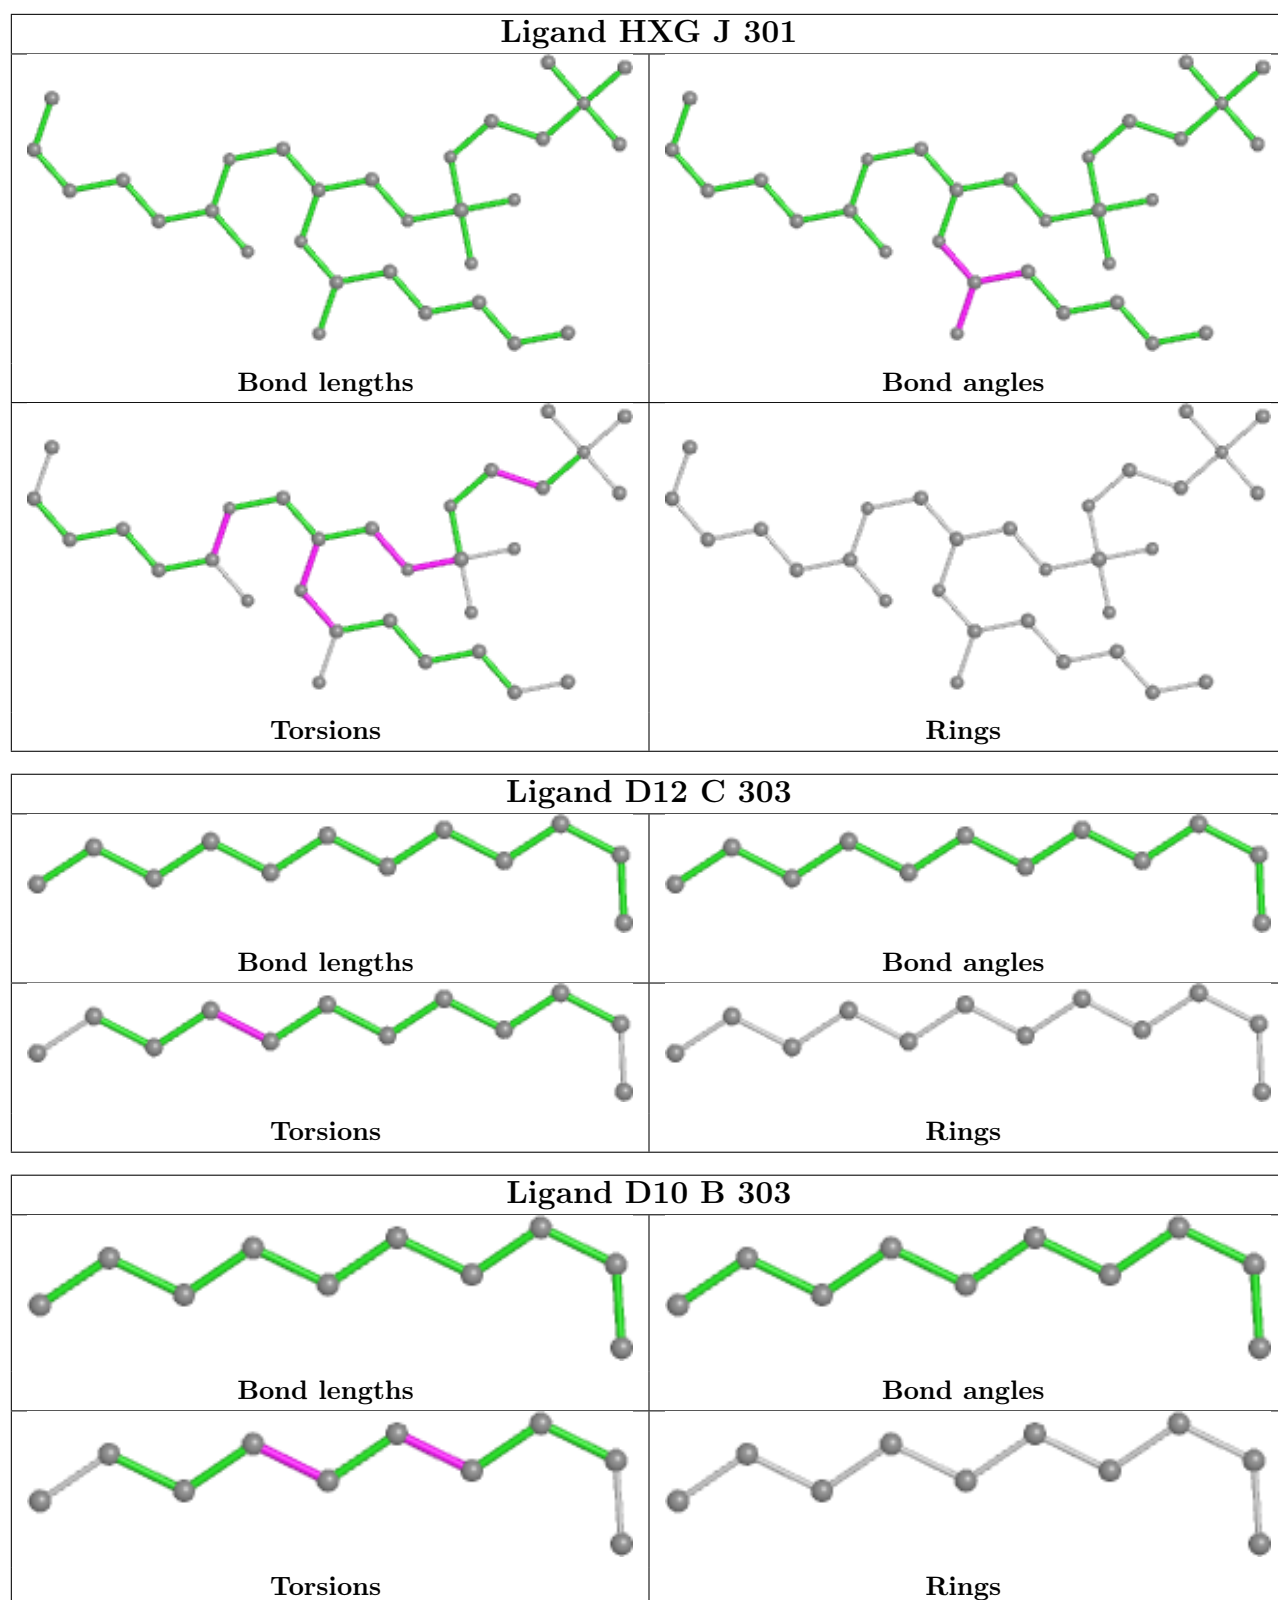 Ligand HXG J 301
Bond lengths
Bond angles
Torsions
Rings
Ligand D12 C 303
Bond lengths
Bond angles
Torsions
Rings
Ligand D10 B 303
Bond lengths
Bond angles
Torsions
Rings